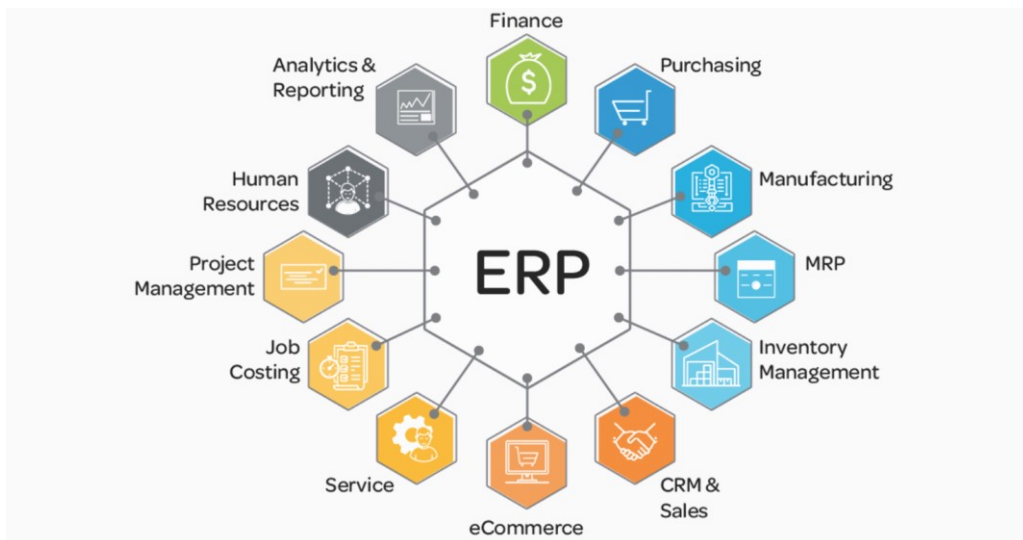 Finance
Analytics &
Reporting
Purchasing
Human
Resources
Manufacturing
Project
Management
ERP
MRP
Job
Costing
Inventory
Management
Service
CRM &
Sales
eCommerce
$